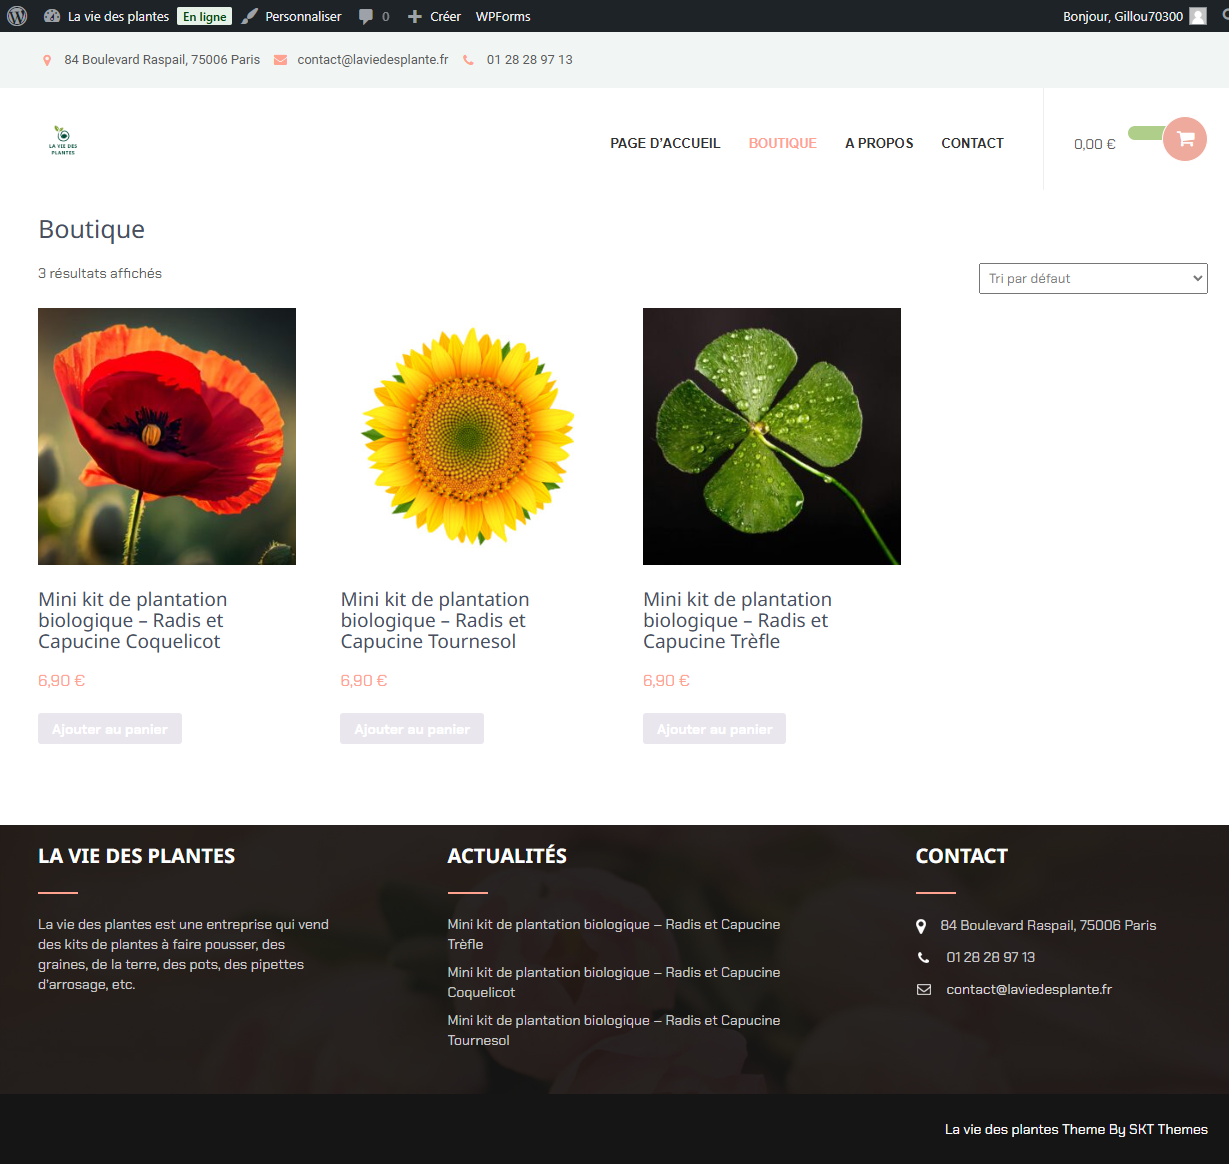 La vie des plantes En ligne Personnaliser 0 Créer WPForms Bonjour, Gillou70300
84 Boulevard Raspail, 75006 Paris contact@laviedesplante.fr 01 28 28 97 13
LA VIE DES
PLANTES
PAGE D'ACCUEIL BOUTIQUE A PROPOS CONTACT 0,00 €
Boutique
3 résultats affichés
Tri par défaut
Mini kit de plantation
biologique – Radis et
Capucine Coquelicot
6,90 €
Ajouter au panier
Mini kit de plantation
biologique – Radis et
Capucine Tournesol
6,90 €
Ajouter au panier
Mini kit de plantation
biologique – Radis et
Capucine Trèfle
6,90 €
Ajouter au panier
LA VIE DES PLANTES
La vie des plantes est une entreprise qui vend
des kits de plantes à faire pousser, des
graines, de la terre, des pots, des pipettes
d'arrosage, etc.
ACTUALITÉS
Mini kit de plantation biologique – Radis et Capucine
Trèfle
Mini kit de plantation biologique – Radis et Capucine
Coquelicot
Mini kit de plantation biologique – Radis et Capucine
Tournesol
CONTACT
84 Boulevard Raspail, 75006 Paris
01 28 28 97 13
contact@laviedesplante.fr
La vie des plantes Theme By SKT Themes